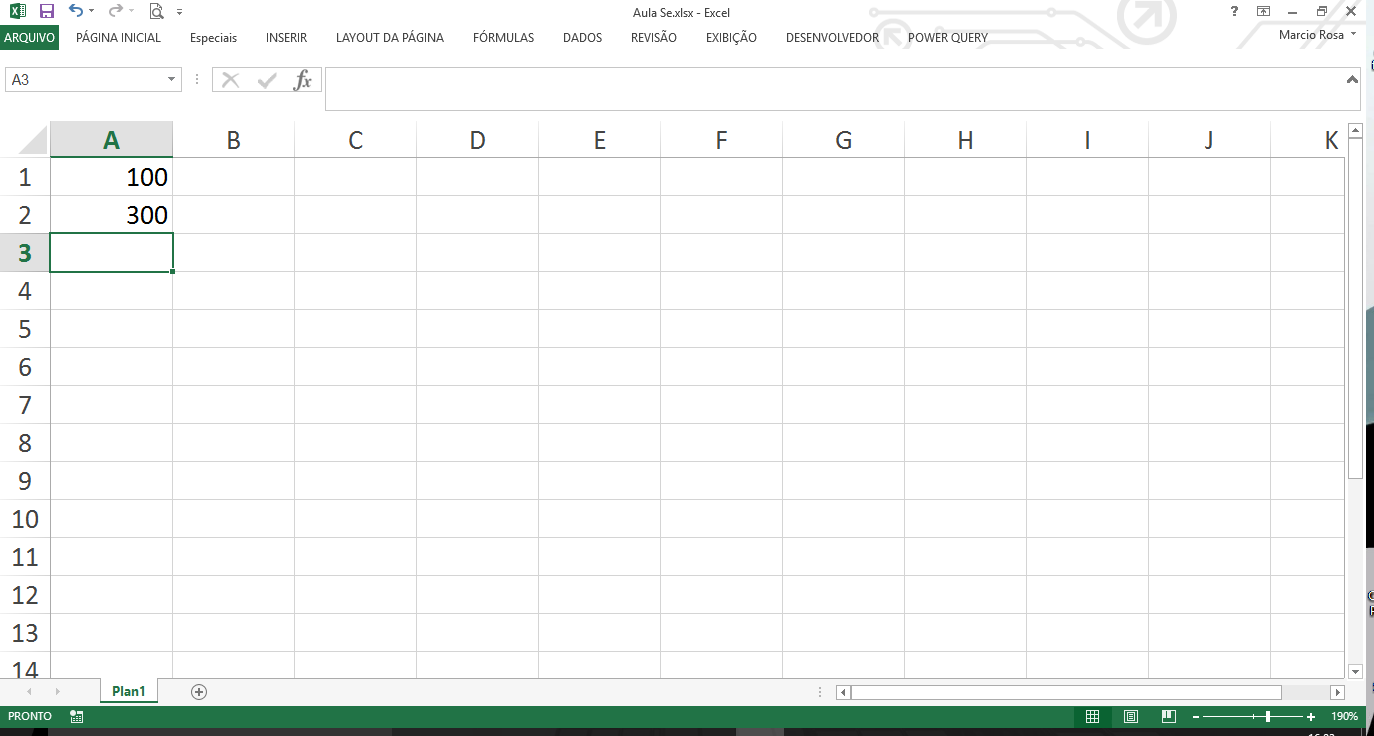 Aula Se.xlsx - Excel
?
ARQUIVO PÁGINA INICIAL Especiais INSERIR LAYOUT DA PÁGINA FÓRMULAS DADOS REVISÃO EXIBIÇÃO DESENVOLVEDOR POWER QUERY Marcio Rosa
A3 fx
A B C D E F G H I J K
1 100
2 300
3
4
5
6
7
8
9
10
11
12
13
14
Plan1
PRONTO 190%